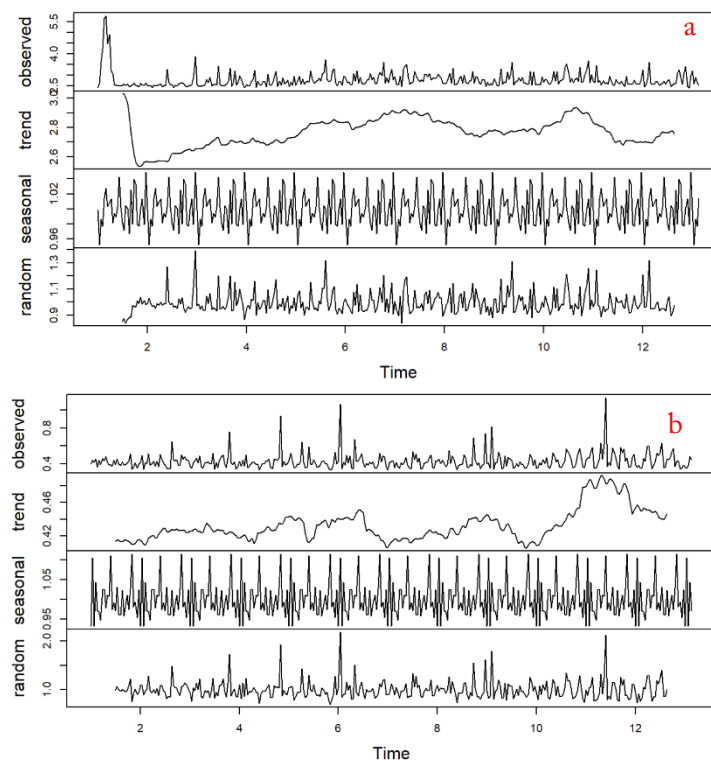 a
observed
5.5
4.0
2.5
trend
3.0
2.8
2.6
seasonal
1.02
0.96
random
1.3
1.1
0.9
2 4 6 8 10 12
Time
b
observed
0.8
0.4
trend
0.46
0.42
seasonal
1.05
0.95
random
2.0
1.0
2 4 6 8 10 12
Time